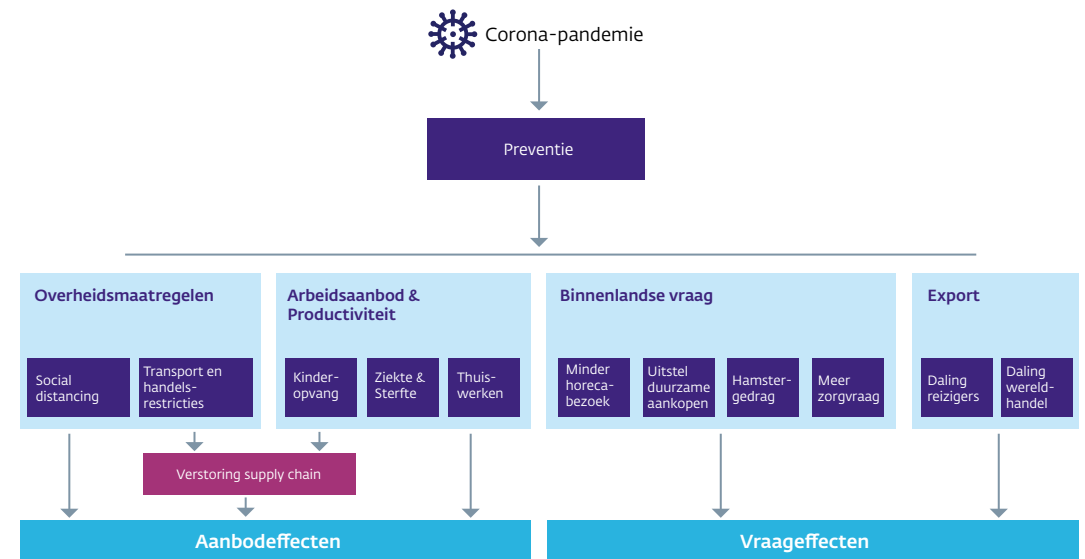 Corona-pandemie
Preventie
Overheidsmaatregelen
Social
distancing
Transport en
handels-
restricties
Arbeidsaanbod &
Productiviteit
Kinder-
opvang
Ziekte &
Sterfte
Thuis-
werken
Binnenlandse vraag
Minder
horeca-
bezoek
Uitstel
duurzame
aankopen
Hamster-
gedrag
Meer
zorgvraag
Export
Daling
reizigers
Daling
wereld-
handel
Verstoring supply chain
Aanbodeffecten
Vraageffecten